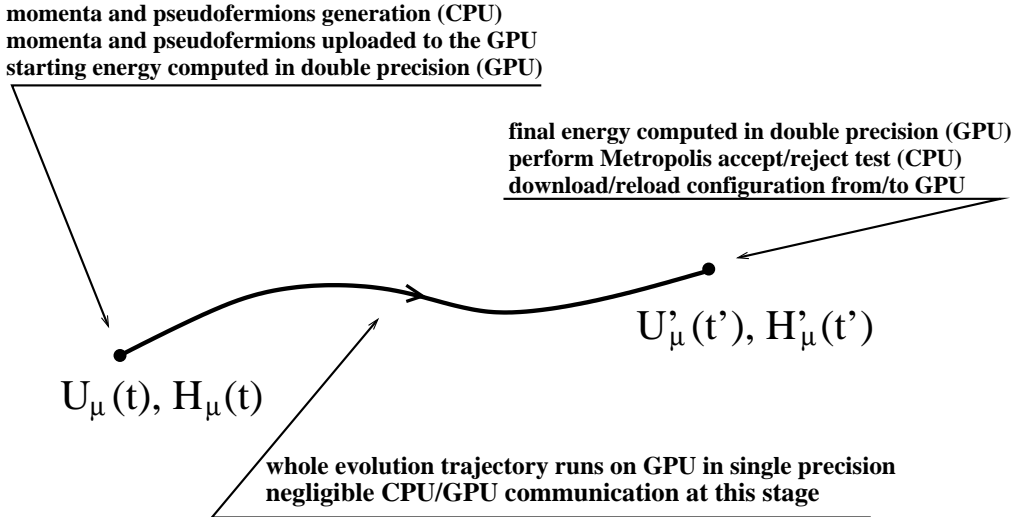 momenta and pseudofermions generation (CPU)
momenta and pseudofermions uploaded to the GPU
starting energy computed in double precision (GPU)
final energy computed in double precision (GPU)
perform Metropolis accept/reject test (CPU)
download/reload configuration from/to GPU
U'μ(t'), H'μ(t')
Uμ(t), Hμ(t)
whole evolution trajectory runs on GPU in single precision
negligible CPU/GPU communication at this stage